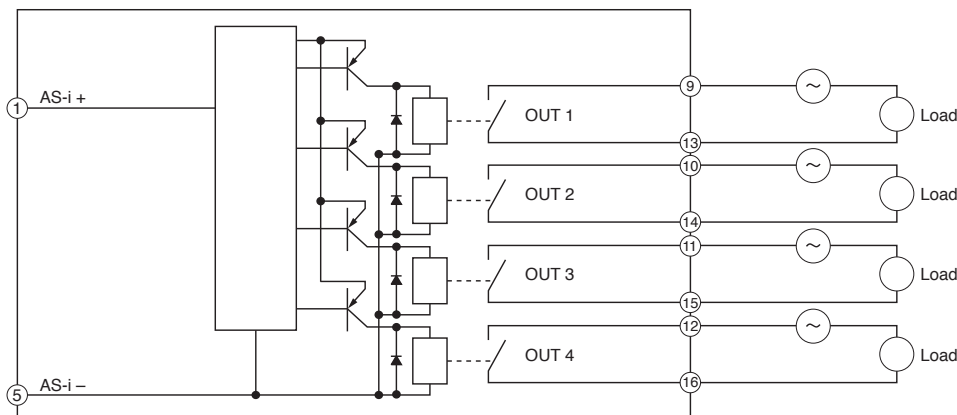 9
1 AS-i + OUT 1 Load
13
10
OUT 2 Load
14
11
OUT 3 Load
15
12
OUT 4 Load
16
5 AS-i –